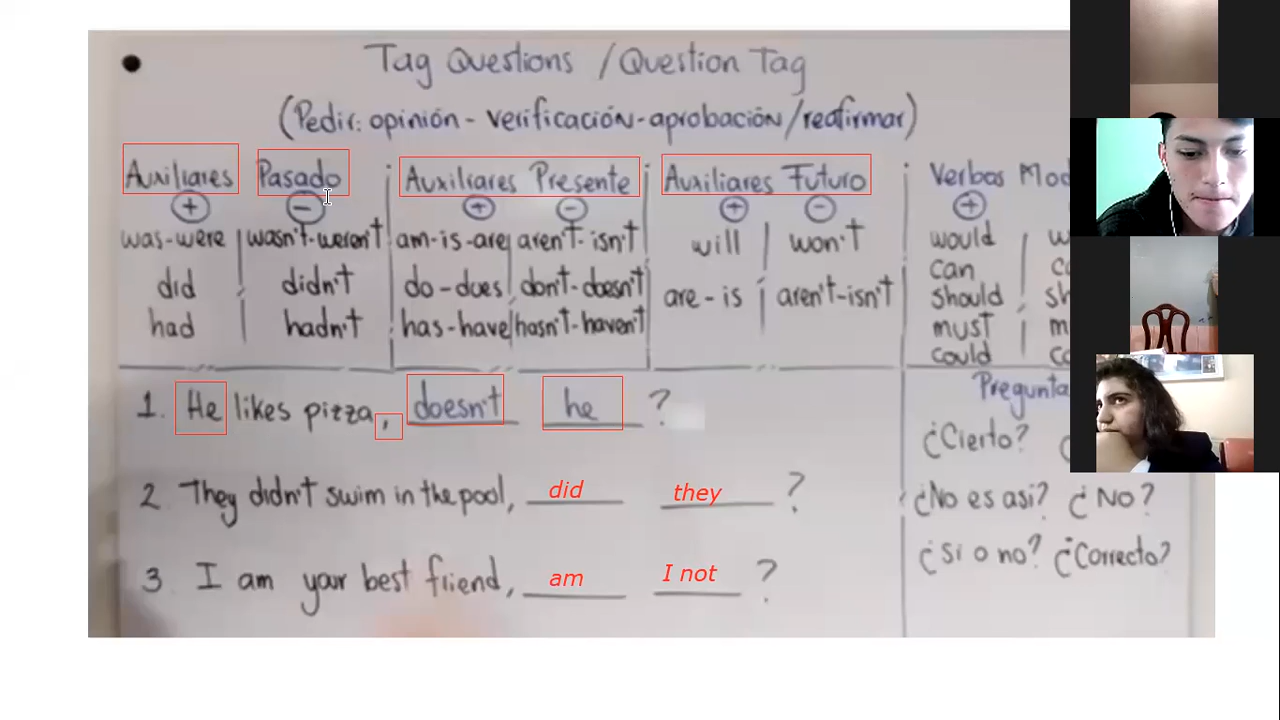 Tag Questions / Question Tag
(Pedir: opinión - verificación - aprobación / reafirmar)
Auxiliares Pasado
+ -
was-were wasn't-weren't
did didn't
had hadn't
Auxiliares Presente
+ -
am-is-are aren't-isn't
do-does don't-doesn't
has-have hasn't-haven't
Auxiliares Futuro
+ -
will won't
are-is aren't-isn't
Verbos
+
would
can
should
must
could
1. He likes pizza, doesn't he ?
2. They didn't swim in the pool, did they ?
3. I am your best friend, am I not ?
¿Cierto?
¿No es así? ¿No?
¿Si o no? ¿Correcto?